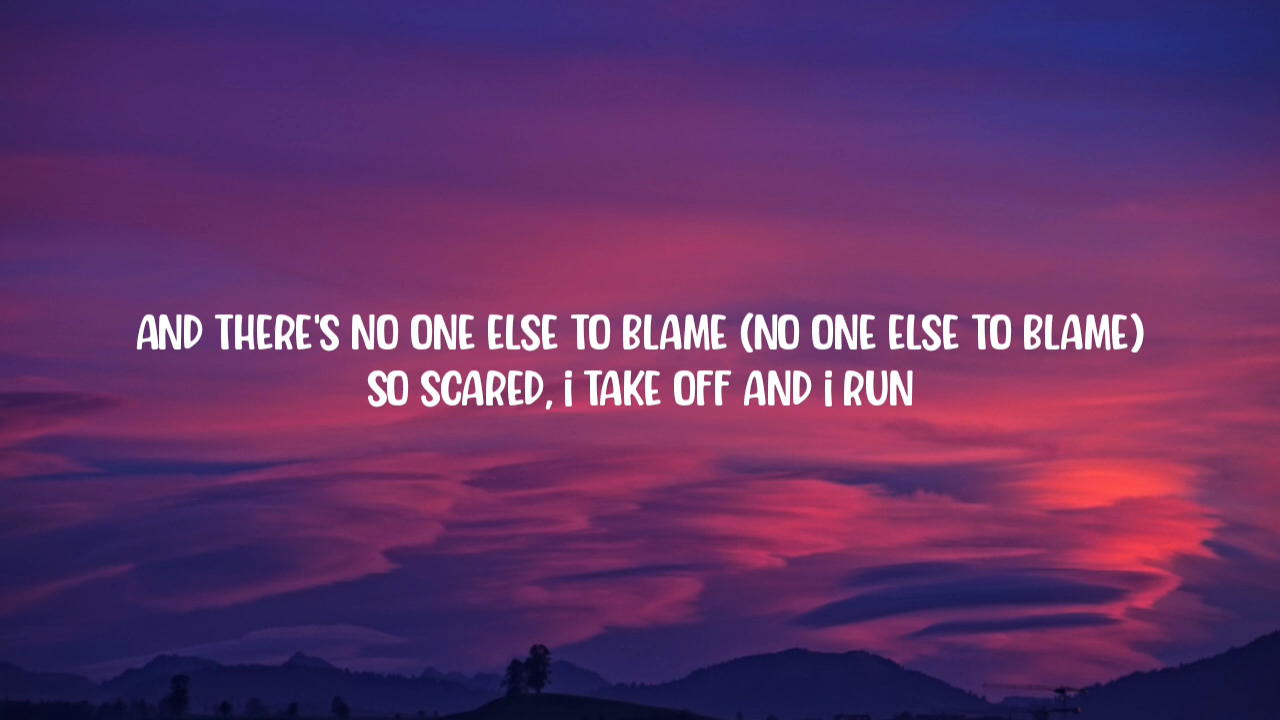 AND THERE'S NO ONE ELSE TO BLAME (NO ONE ELSE TO BLAME)
SO SCARED, i TAKE OFF AND i RUN